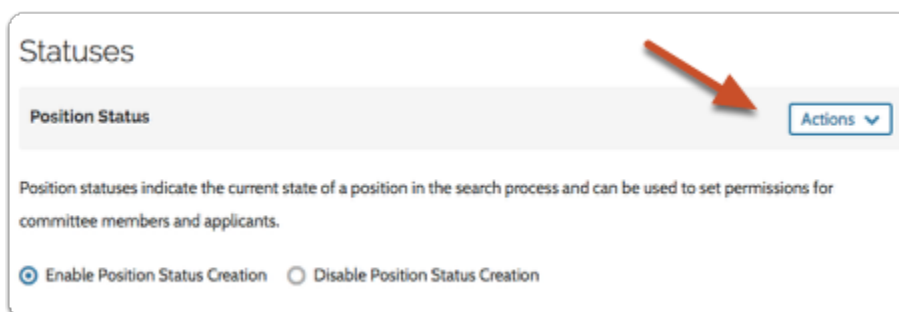 Statuses
Position Status
Actions
Position statuses indicate the current state of a position in the search process and can be used to set permissions for
committee members and applicants.
Enable Position Status Creation Disable Position Status Creation